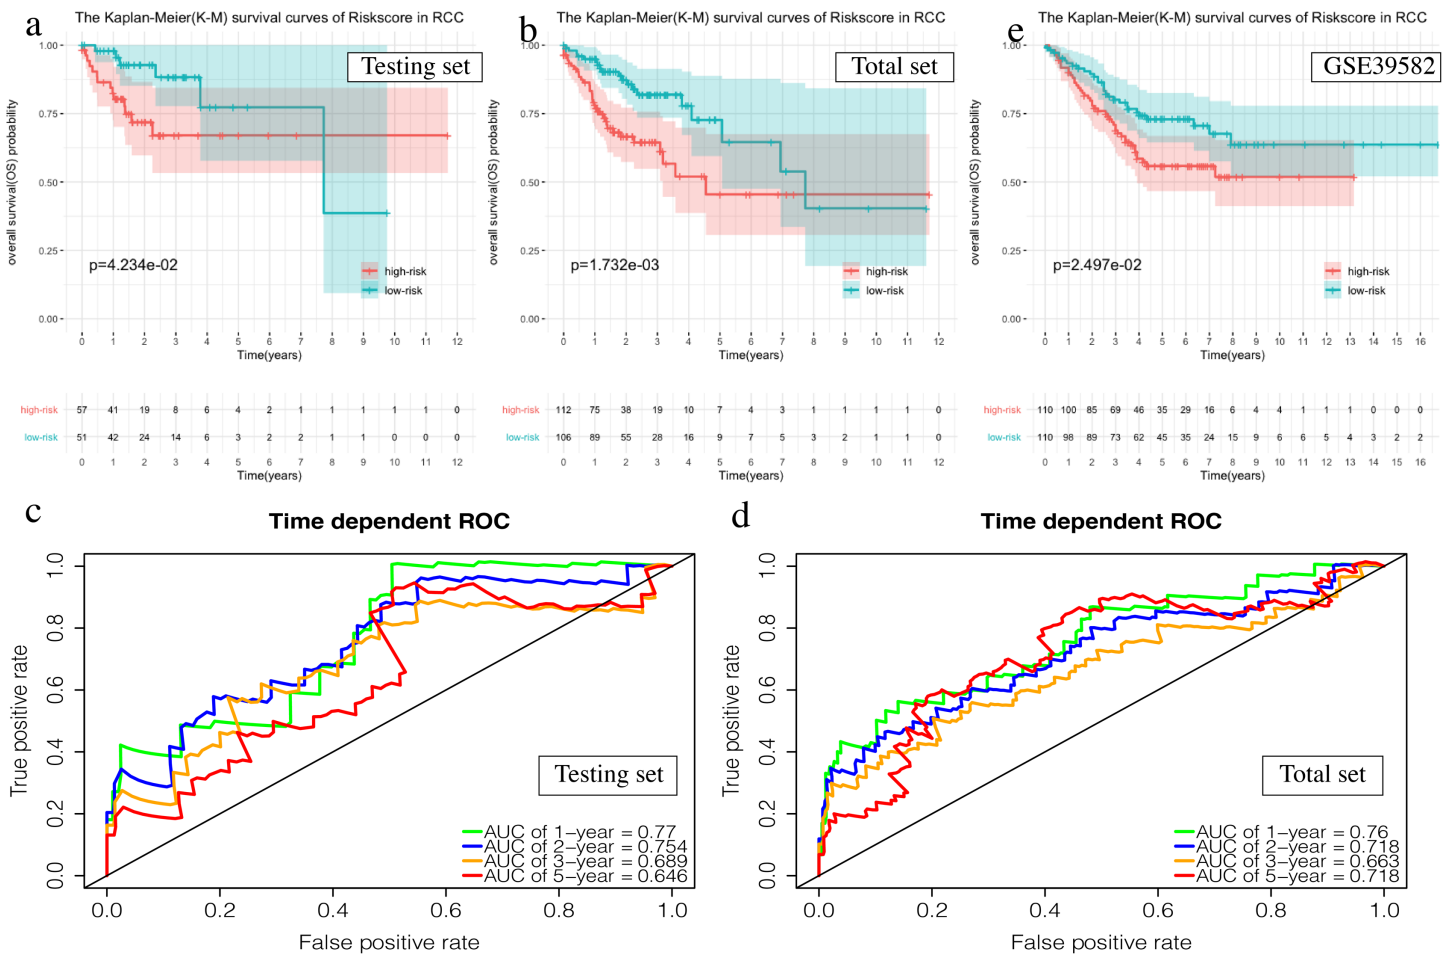 a
The Kaplan-Meier(K-M) survival curves of Riskscore in RCC
Testing set
overall survival(OS) probability
1.00
0.75
0.50
0.25
0.00
p=4.234e-02
high-risk
low-risk
0 1 2 3 4 5 6 7 8 9 10 11 12
Time(years)
high-risk 57 41 19 8 6 4 2 1 1 1 1 1 0
low-risk 51 42 24 14 6 3 2 2 1 1 0 0 0
0 1 2 3 4 5 6 7 8 9 10 11 12
Time(years)
b
The Kaplan-Meier(K-M) survival curves of Riskscore in RCC
Total set
overall survival(OS) probability
1.00
0.75
0.50
0.25
0.00
p=1.732e-03
high-risk
low-risk
0 1 2 3 4 5 6 7 8 9 10 11 12
Time(years)
high-risk 112 75 38 19 10 7 4 3 1 1 1 1 0
low-risk 106 89 55 28 16 9 7 5 3 2 1 1 0
0 1 2 3 4 5 6 7 8 9 10 11 12
Time(years)
e
The Kaplan-Meier(K-M) survival curves of Riskscore in RCC
GSE39582
overall survival(OS) probability
1.00
0.75
0.50
0.25
0.00
p=2.497e-02
high-risk
low-risk
0 1 2 3 4 5 6 7 8 9 10 11 12 13 14 15 16
Time(years)
high-risk 110 100 85 69 46 35 29 16 6 4 4 1 1 1 0 0 0
low-risk 110 98 89 73 62 45 35 24 15 9 6 6 5 4 3 2 2
0 1 2 3 4 5 6 7 8 9 10 11 12 13 14 15 16
Time(years)
c
Time dependent ROC
True positive rate
1.0
0.8
0.6
0.4
0.2
0.0
Testing set
AUC of 1-year = 0.77
AUC of 2-year = 0.754
AUC of 3-year = 0.689
AUC of 5-year = 0.646
0.0 0.2 0.4 0.6 0.8 1.0
False positive rate
d
Time dependent ROC
True positive rate
1.0
0.8
0.6
0.4
0.2
0.0
Total set
AUC of 1-year = 0.76
AUC of 2-year = 0.718
AUC of 3-year = 0.663
AUC of 5-year = 0.718
0.0 0.2 0.4 0.6 0.8 1.0
False positive rate